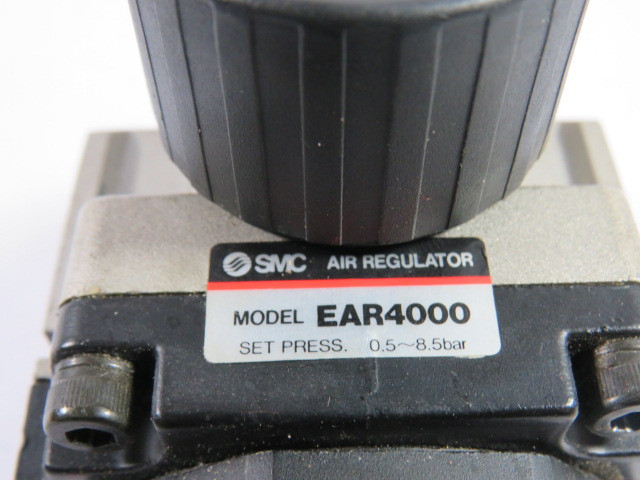 SMC AIR REGULATOR
MODEL EAR4000
SET PRESS. 0.5~8.5bar